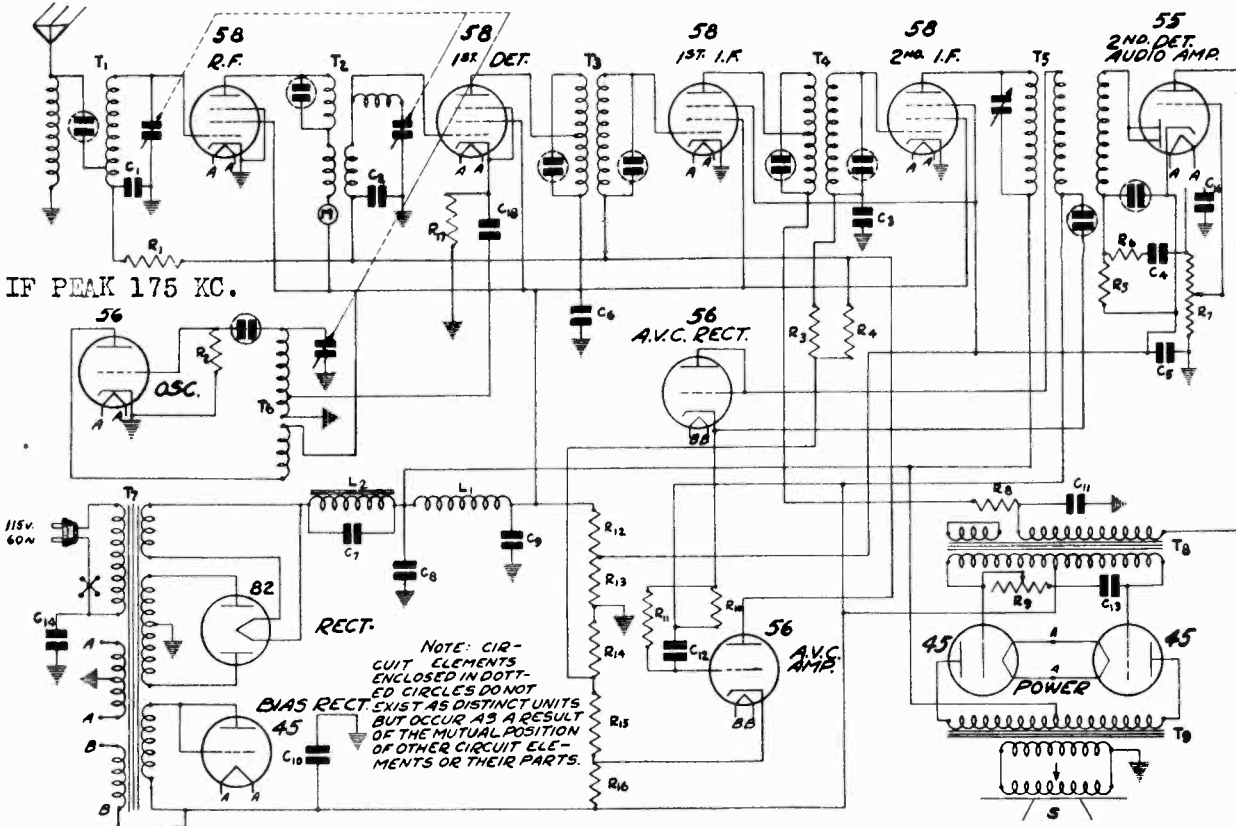 58
R.F.
58
1ST. DET.
58
1ST. I.F.
58
2ND. I.F.
55
2ND. DET.
AUDIO AMP.
T1
T2
T3
T4
T5
C1
C2
C3
C16
A A
A A
A A
A A
A A
M
R17
C18
R1
R6
C4
R5
R7
IF PEAK 175 KC.
C6
R3
R4
C5
56
OSC.
R2
T6
A A
56
A.V.C. RECT.
BB
T7
L2
L1
115V.
60~
C7
C8
C9
R12
R13
R8
C11
T8
82
RECT.
R9
C13
C14
R11
R10
C12
R14
56
A.V.C.
AMP.
BB
45
A
A
45
POWER
A
A
NOTE: CIR-
CUIT ELEMENTS
ENCLOSED IN DOTT-
ED CIRCLES DO NOT
EXIST AS DISTINCT UNITS
BUT OCCUR AS A RESULT
OF THE MUTUAL POSITION
OF OTHER CIRCUIT ELE-
MENTS OR THEIR PARTS.
BIAS RECT.
45
A A
C10
R15
R16
T9
B
B
S